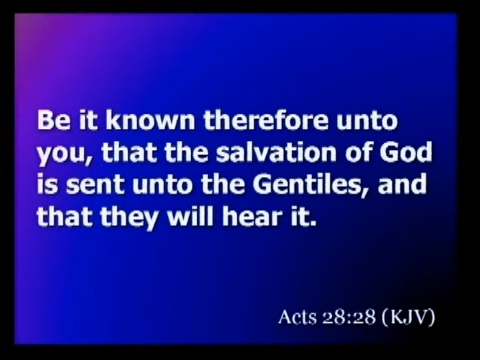 Be it known therefore unto
you, that the salvation of God
is sent unto the Gentiles, and
that they will hear it.
Acts 28:28 (KJV)